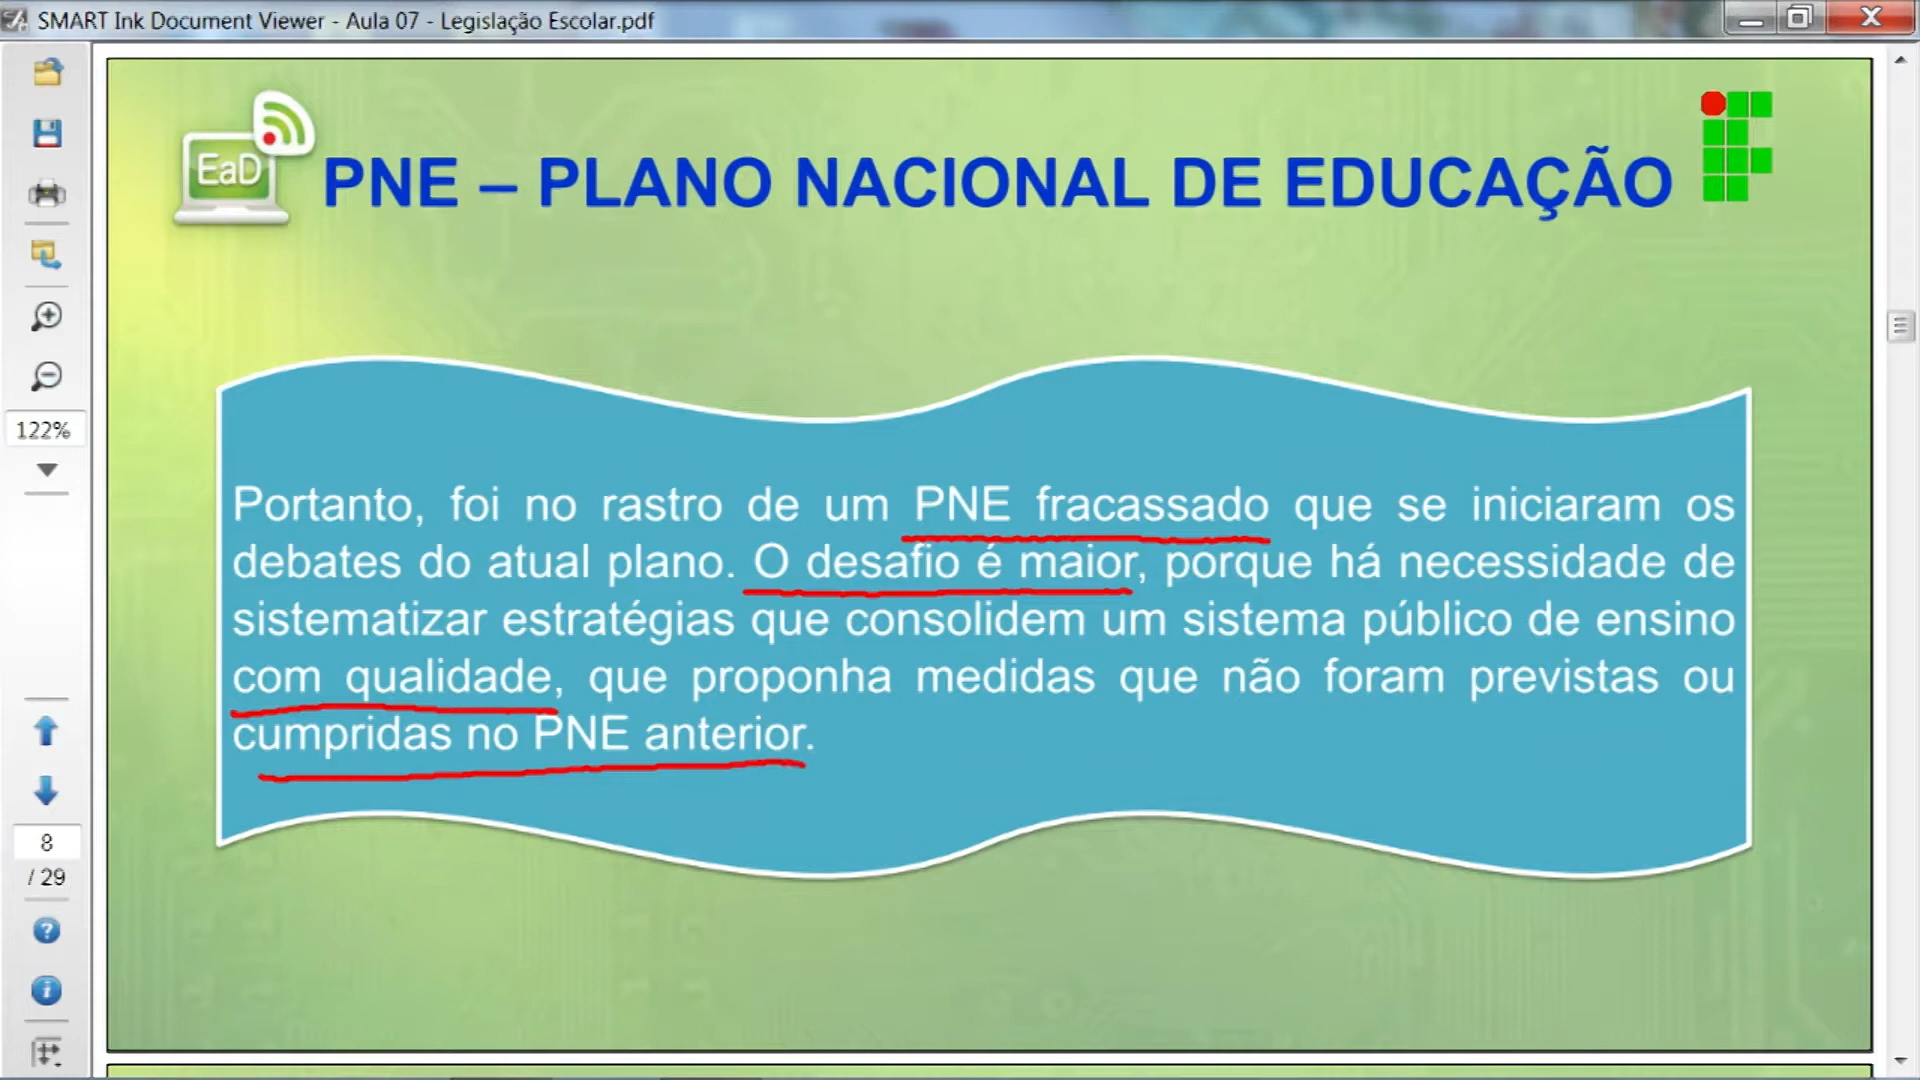 SMART Ink Document Viewer - Aula 07 - Legislação Escolar.pdf
EaD
PNE – PLANO NACIONAL DE EDUCAÇÃO
122%
Portanto, foi no rastro de um PNE fracassado que se iniciaram os
debates do atual plano. O desafio é maior, porque há necessidade de
sistematizar estratégias que consolidem um sistema público de ensino
com qualidade, que proponha medidas que não foram previstas ou
cumpridas no PNE anterior.
8
/ 29